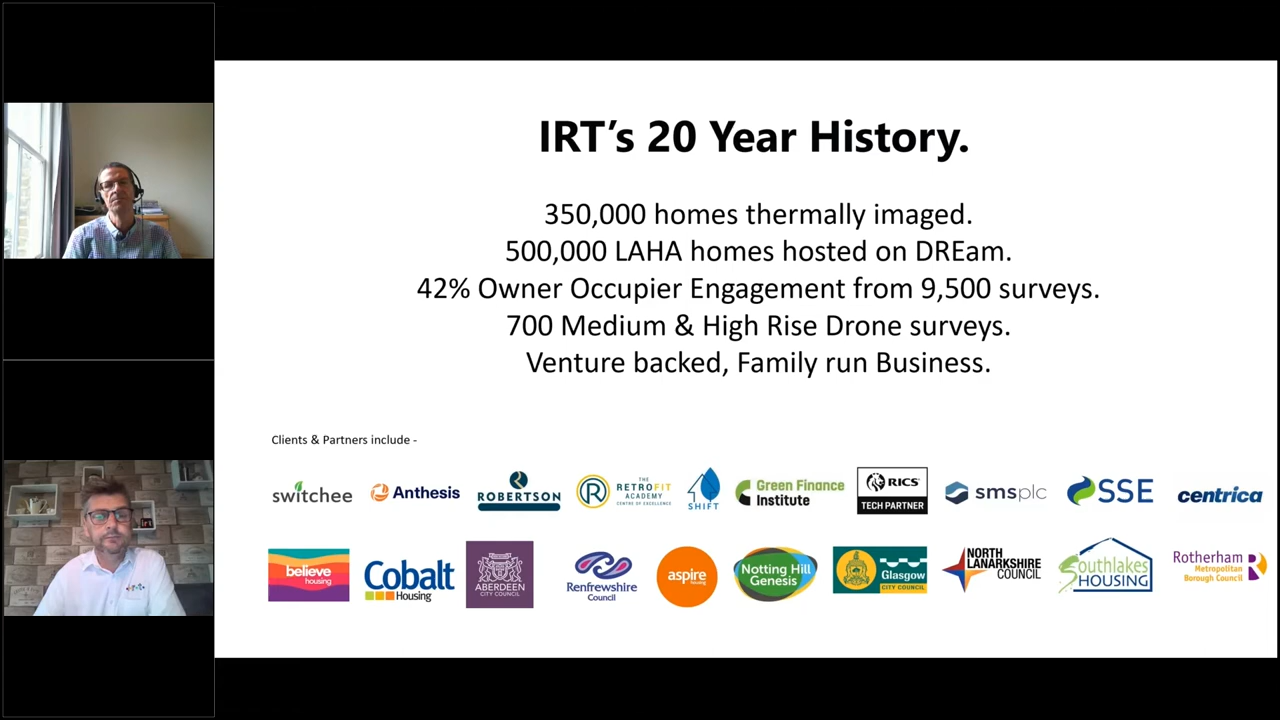 IRT’s 20 Year History.
350,000 homes thermally imaged.
500,000 LAHA homes hosted on DREam.
42% Owner Occupier Engagement from 9,500 surveys.
700 Medium & High Rise Drone surveys.
Venture backed, Family run Business.
Clients & Partners include -
switchee
Anthesis
ROBERTSON
R
THE
RETROFIT
ACADEMY
CENTRE OF EXCELLENCE
SHIFT
Green Finance
Institute
RICS
TECH PARTNER
smsplc
SSE
centrica
believe
housing
Cobalt
Housing
ABERDEEN
CITY COUNCIL
Renfrewshire
Council
aspire
housing
Notting Hill
Genesis
Glasgow
CITY COUNCIL
NORTH
LANARKSHIRE
COUNCIL
Southlakes
HOUSING
Rotherham
Metropolitan
Borough Council
irt